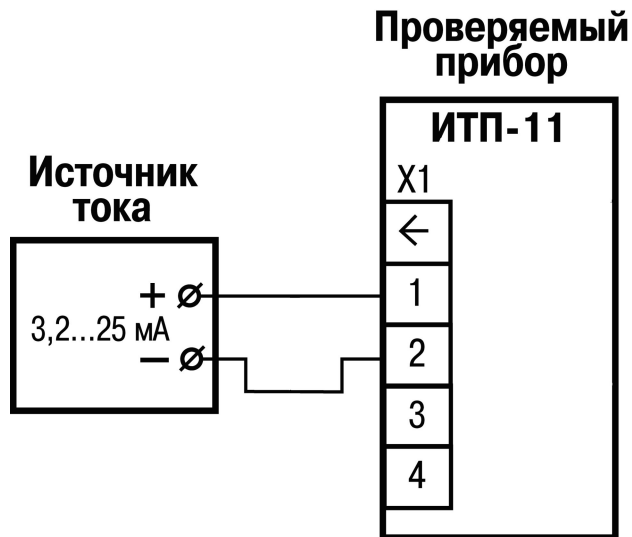 Проверяемый
прибор
ИТП-11
Источник
тока
X1
+
3,2...25 мА
–
←
1
2
3
4